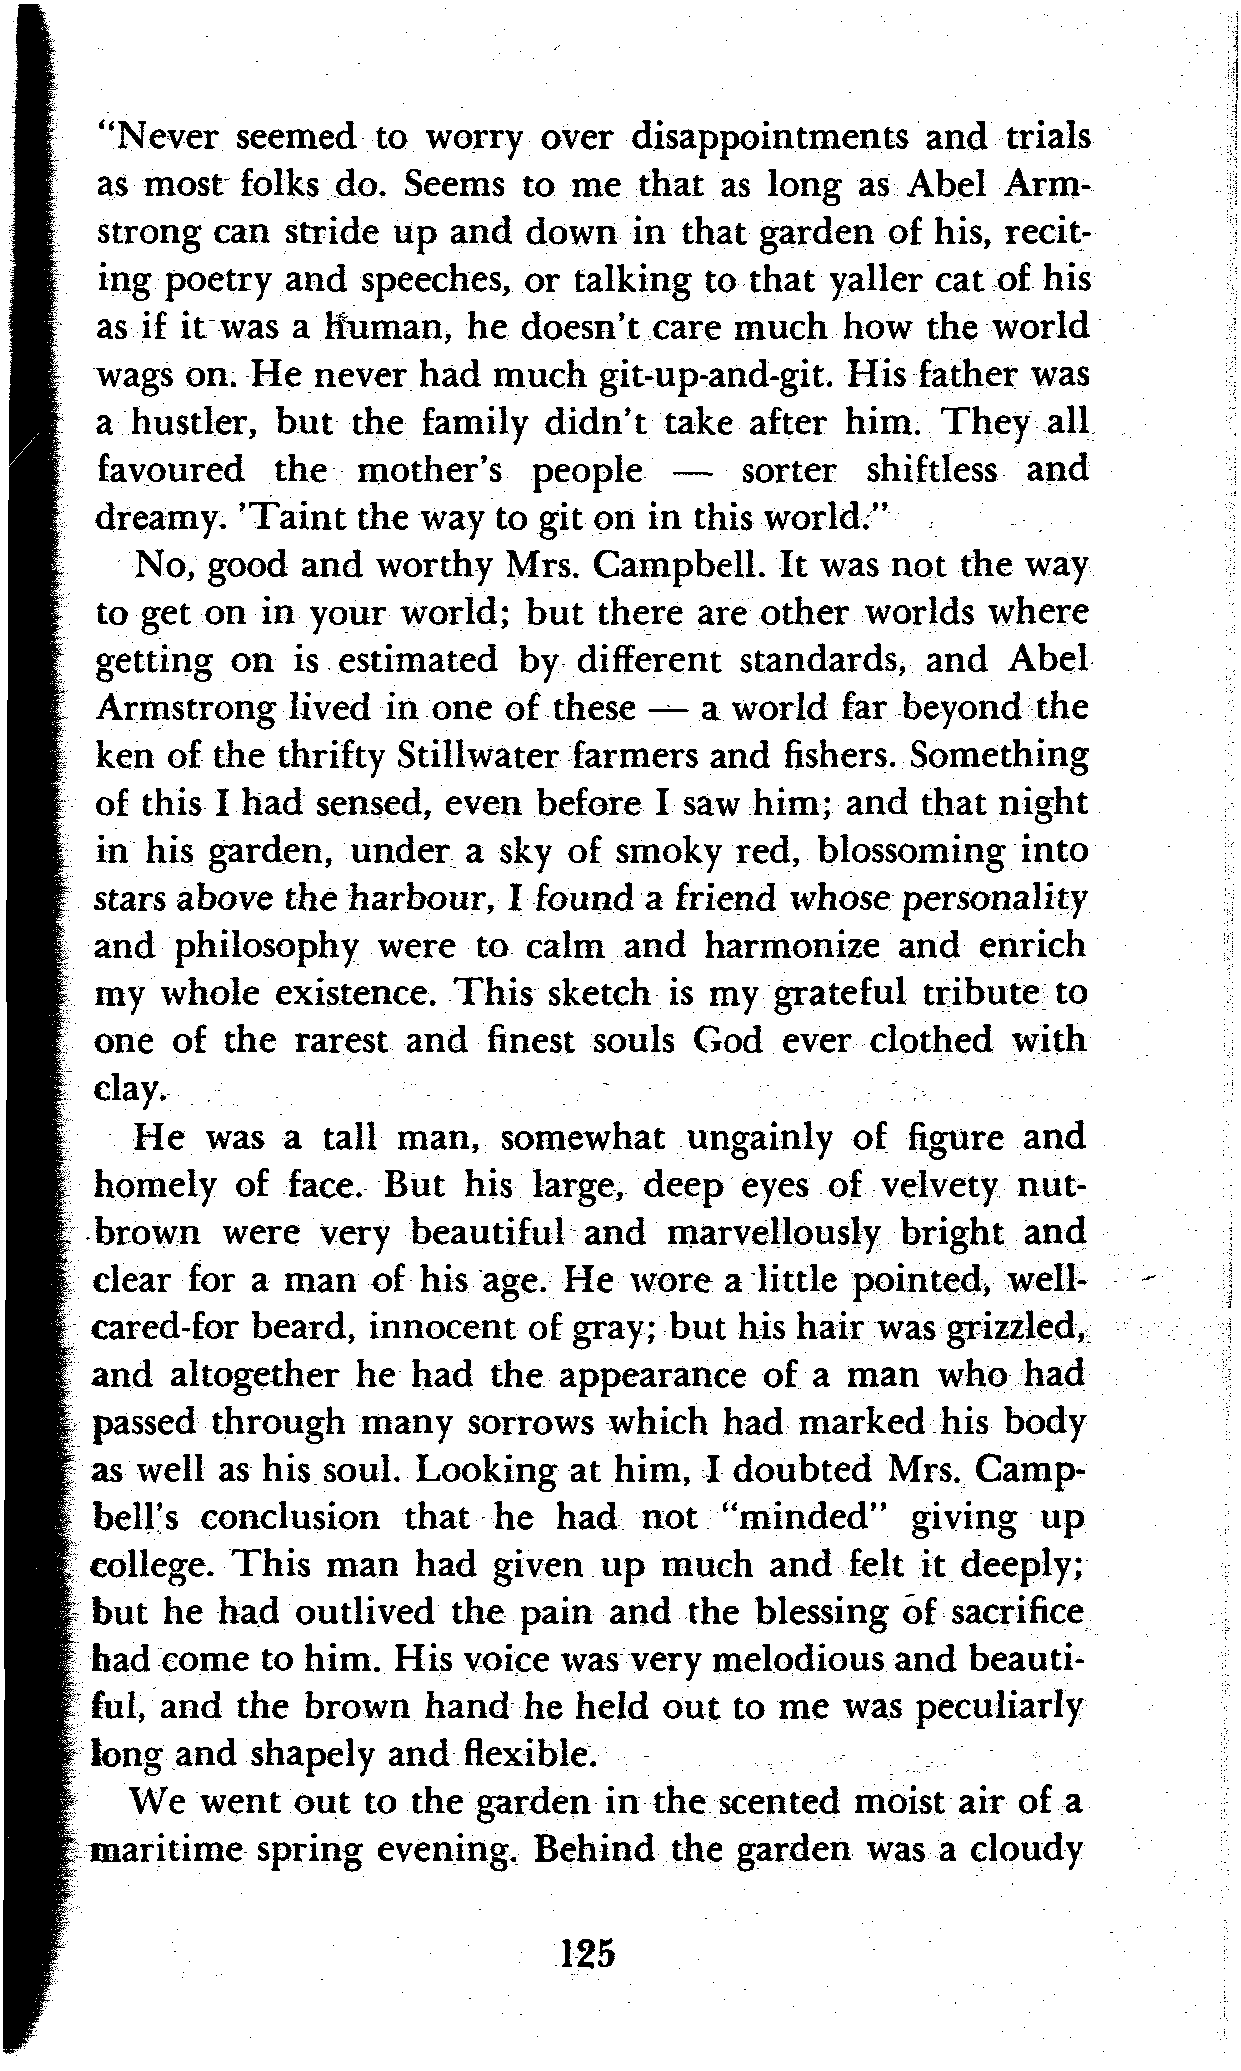 “Never seemed to worry over disappointments and trials
as most folks do. Seems to me that as long as Abel Arm-
strong can stride up and down in that garden of his, recit-
ing poetry and speeches, or talking to that yaller cat of his
as if it was a human, he doesn't care much how the world
wags on. He never had much git-up-and-git. His father was
a hustler, but the family didn't take after him. They all
favoured the mother's people — sorter shiftless and
dreamy. 'Taint the way to git on in this world.”
No, good and worthy Mrs. Campbell. It was not the way
to get on in your world; but there are other worlds where
getting on is estimated by different standards, and Abel
Armstrong lived in one of these — a world far beyond the
ken of the thrifty Stillwater farmers and fishers. Something
of this I had sensed, even before I saw him; and that night
in his garden, under a sky of smoky red, blossoming into
stars above the harbour, I found a friend whose personality
and philosophy were to calm and harmonize and enrich
my whole existence. This sketch is my grateful tribute to
one of the rarest and finest souls God ever clothed with
clay.
He was a tall man, somewhat ungainly of figure and
homely of face. But his large, deep eyes of velvety nut-
brown were very beautiful and marvellously bright and
clear for a man of his age. He wore a little pointed, well-
cared-for beard, innocent of gray; but his hair was grizzled,
and altogether he had the appearance of a man who had
passed through many sorrows which had marked his body
as well as his soul. Looking at him, I doubted Mrs. Camp-
bell's conclusion that he had not “minded” giving up
college. This man had given up much and felt it deeply;
but he had outlived the pain and the blessing of sacrifice
had come to him. His voice was very melodious and beauti-
ful, and the brown hand he held out to me was peculiarly
long and shapely and flexible.
We went out to the garden in the scented moist air of a
maritime spring evening. Behind the garden was a cloudy
125